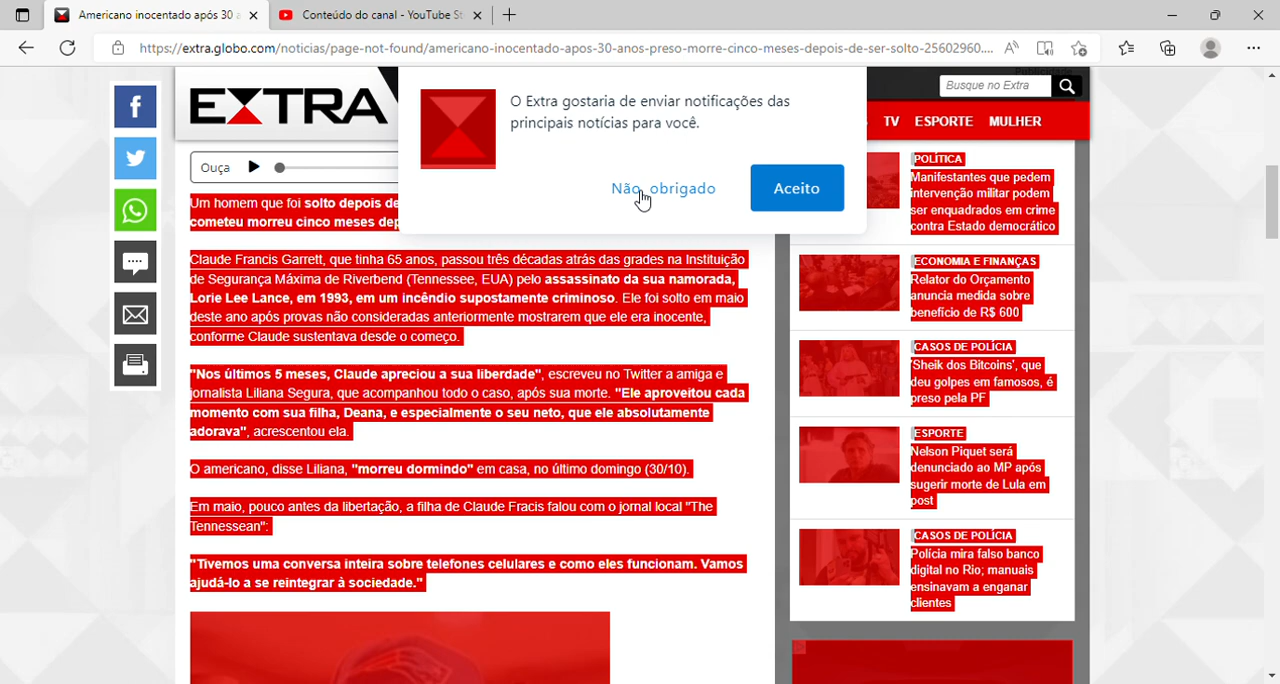 Americano inocentado após 30 a
Conteúdo do canal - YouTube St
https://extra.globo.com/noticias/page-not-found/americano-inocentado-apos-30-anos-preso-morre-cinco-meses-depois-de-ser-solto-25602960....
EXTRA
O Extra gostaria de enviar notificações das
principais notícias para você.
Não, obrigado
Aceito
Busque no Extra
TV ESPORTE MULHER
Ouça
Um homem que foi solto depois de
cometeu morreu cinco meses dep
Claude Francis Garrett, que tinha 65 anos, passou três décadas atrás das grades na Instituição
de Segurança Máxima de Riverbend (Tennessee, EUA) pelo assassinato da sua namorada,
Lorie Lee Lance, em 1993, em um incêndio supostamente criminoso. Ele foi solto em maio
deste ano após provas não consideradas anteriormente mostrarem que ele era inocente,
conforme Claude sustentava desde o começo.
"Nos últimos 5 meses, Claude apreciou a sua liberdade", escreveu no Twitter a amiga e
jornalista Liliana Segura, que acompanhou todo o caso, após sua morte. "Ele aproveitou cada
momento com sua filha, Deana, e especialmente o seu neto, que ele absolutamente
adorava", acrescentou ela.
O americano, disse Liliana, "morreu dormindo" em casa, no último domingo (30/10).
Em maio, pouco antes da libertação, a filha de Claude Fracis falou com o jornal local "The
Tennessean":
"Tivemos uma conversa inteira sobre telefones celulares e como eles funcionam. Vamos
ajudá-lo a se reintegrar à sociedade."
POLÍTICA
Manifestantes que pedem
intervenção militar podem
ser enquadrados em crime
contra Estado democrático
ECONOMIA E FINANÇAS
Relator do Orçamento
anuncia medida sobre
benefício de R$ 600
CASOS DE POLÍCIA
'Sheik dos Bitcoins', que
deu golpes em famosos, é
preso pela PF
ESPORTE
Nelson Piquet será
denunciado ao MP após
sugerir morte de Lula em
post
CASOS DE POLÍCIA
Polícia mira falso banco
digital no Rio; manuais
ensinavam a enganar
clientes